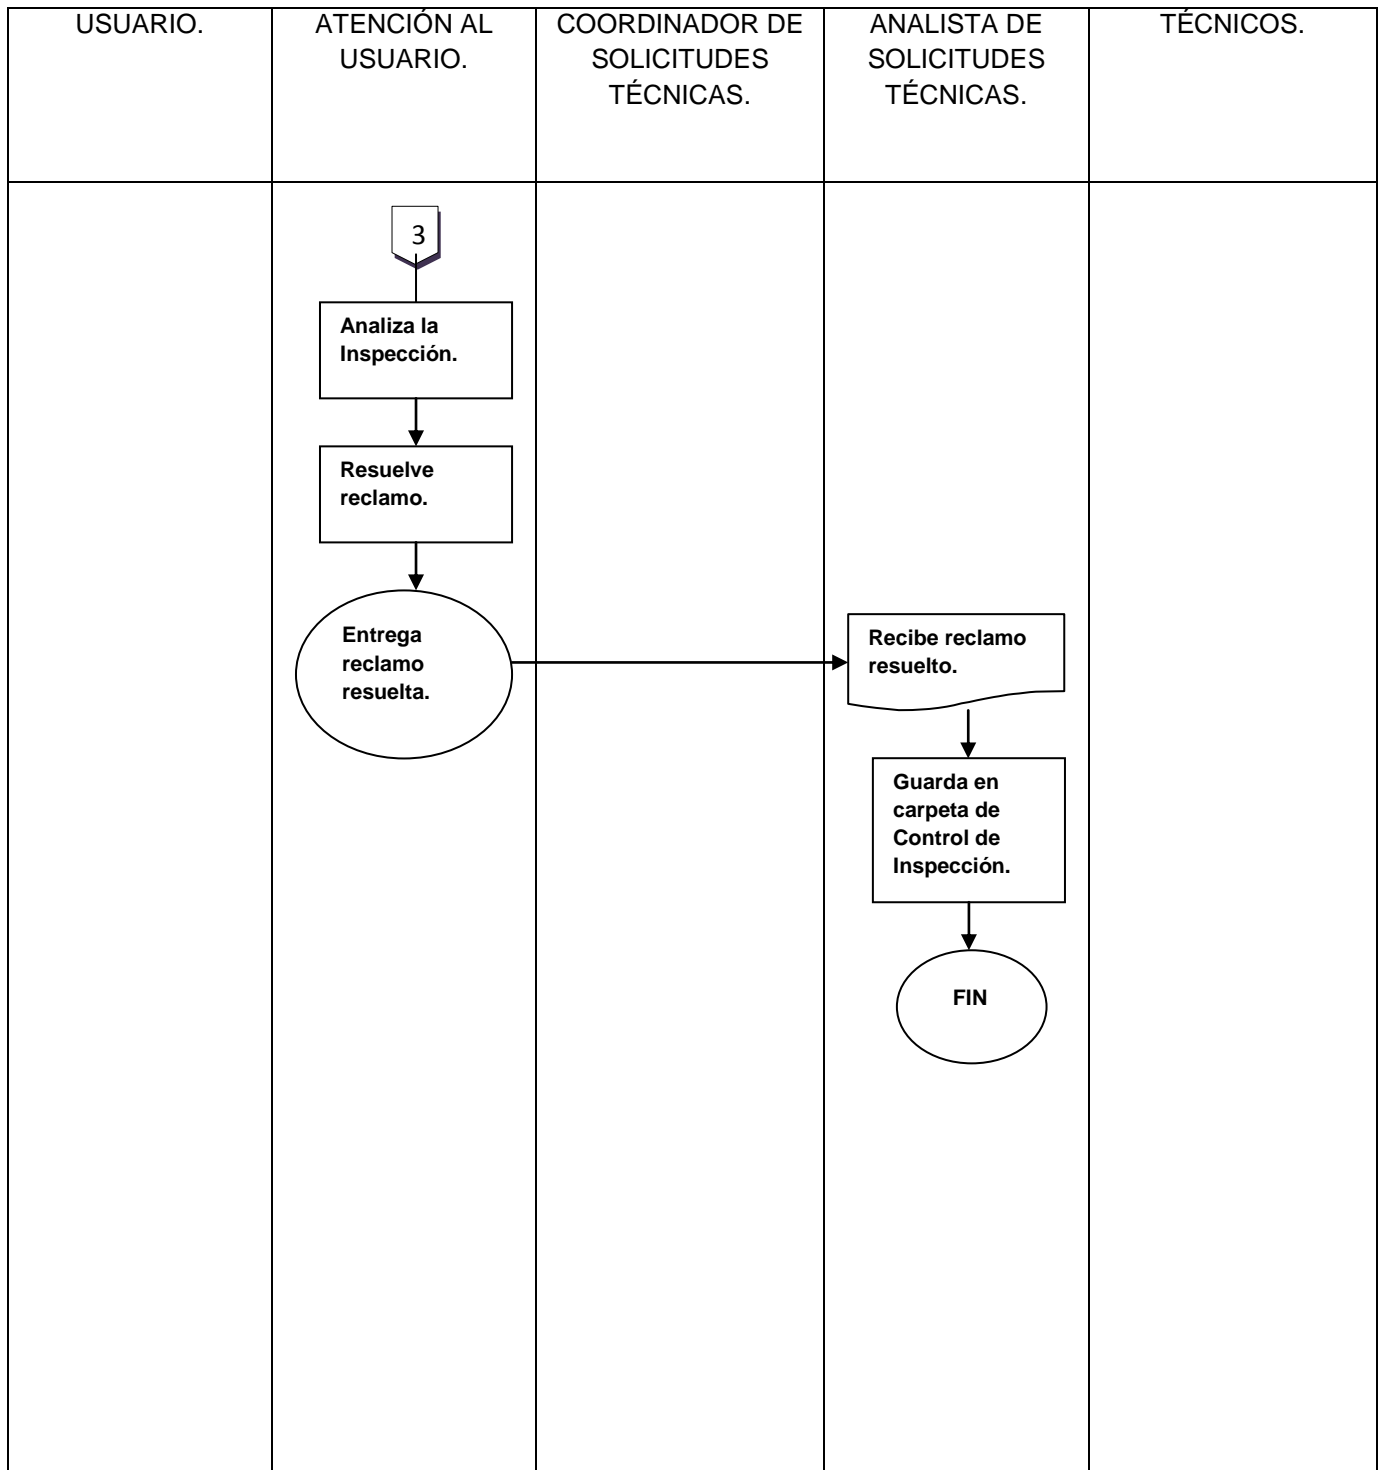 USUARIO.
ATENCIÓN AL
USUARIO.
COORDINADOR DE
SOLICITUDES
TÉCNICAS.
ANALISTA DE
SOLICITUDES
TÉCNICAS.
TÉCNICOS.
3
Analiza la
Inspección.
Resuelve
reclamo.
Entrega
reclamo
resuelta.
Recibe reclamo
resuelto.
Guarda en
carpeta de
Control de
Inspección.
FIN